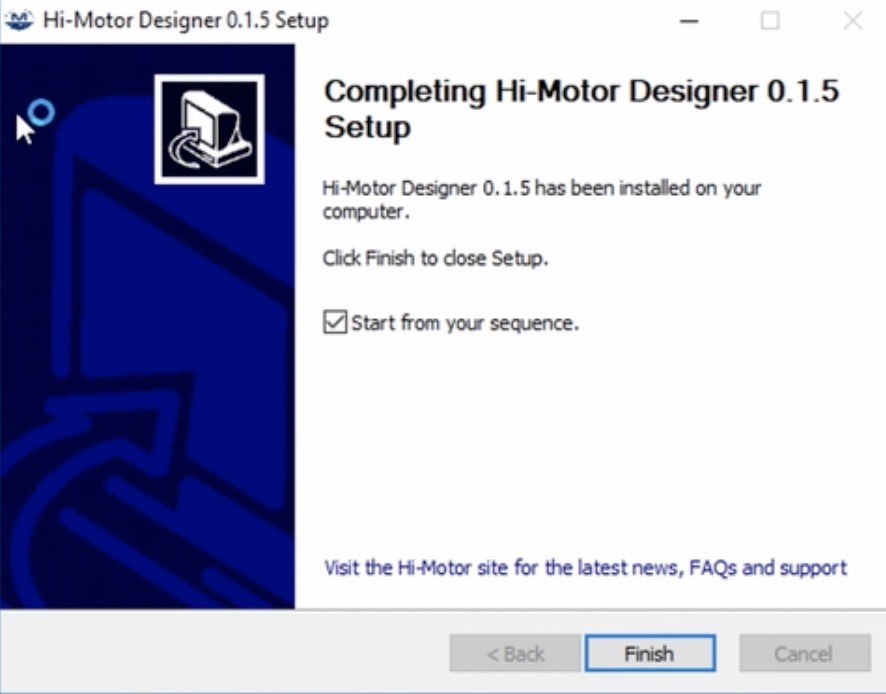 Hi-Motor Designer 0.1.5 Setup
Completing Hi-Motor Designer 0.1.5
Setup
Hi-Motor Designer 0.1.5 has been installed on your
computer.
Click Finish to close Setup.
Start from your sequence.
Visit the Hi-Motor site for the latest news, FAQs and support
< Back
Finish
Cancel